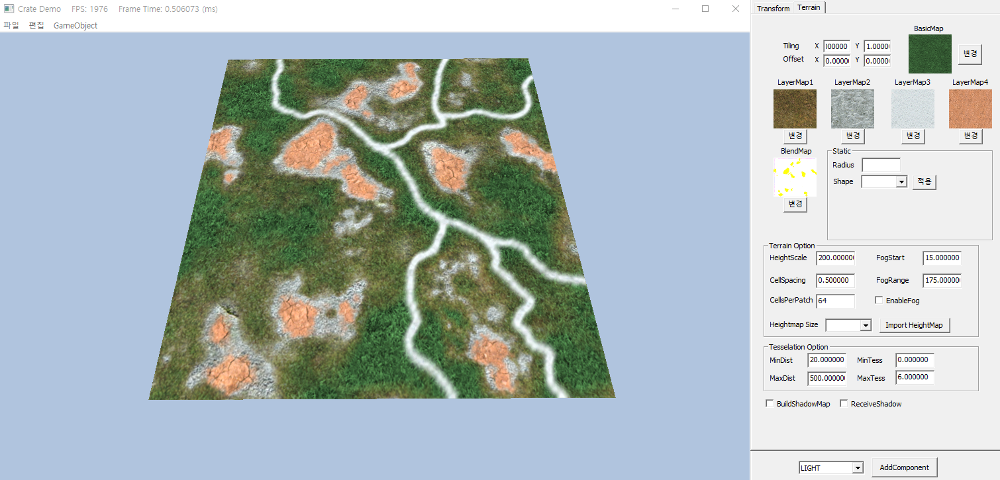 Crate Demo FPS: 1976 Frame Time: 0.506073 (ms)
파일 편집 GameObject
Transform Terrain
BasicMap
Tiling X 00000 Y 1.0000
Offset X 0.0000 Y 0.0000
변경
LayerMap1 LayerMap2 LayerMap3 LayerMap4
변경 변경 변경 변경
BlendMap
변경
Static
Radius
Shape 적용
Terrain Option
HeightScale 200.00000 FogStart 15.000000
CellSpacing 0.500000 FogRange 175.00000
CellsPerPatch 64 EnableFog
Heightmap Size Import HeightMap
Tesselation Option
MinDist 20.000000 MinTess 0.000000
MaxDist 500.00000 MaxTess 6.000000
BuildShadowMap ReceiveShadow
LIGHT AddComponent